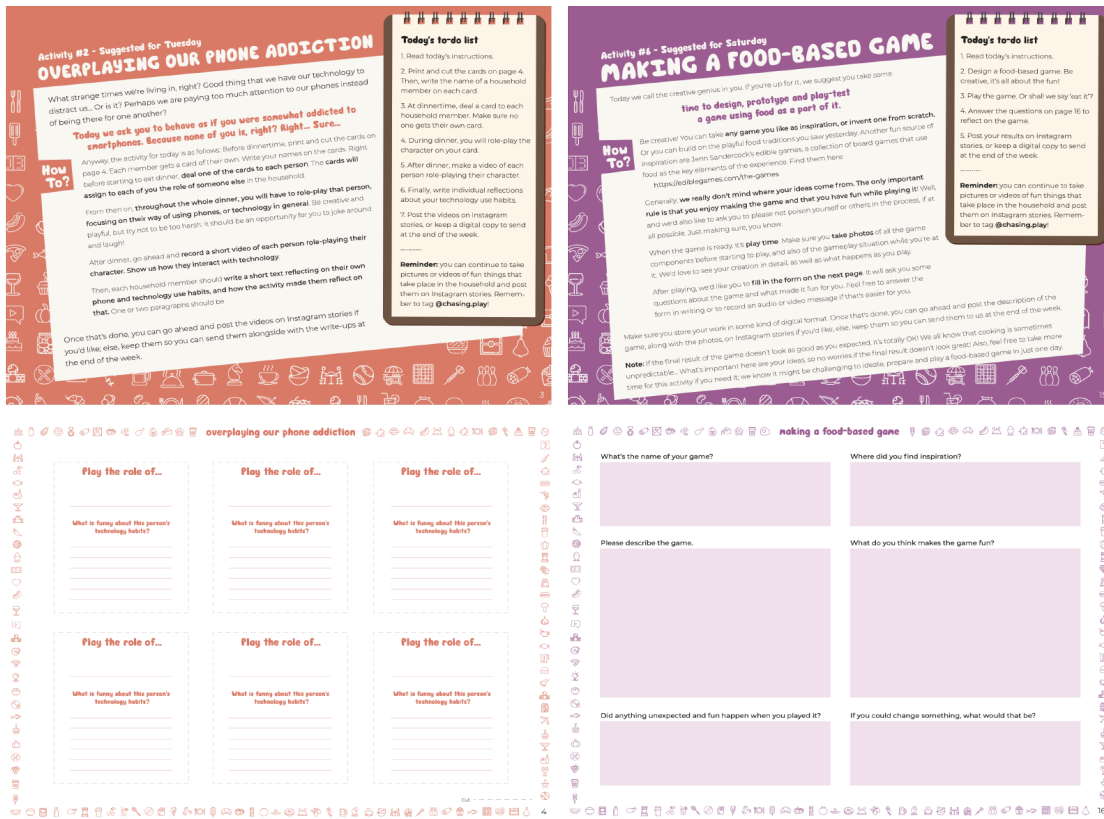 Activity #2 - Suggested for Tuesday
OVERPLAYING OUR PHONE ADDICTION
What strange times we're living in, right? Good thing that we have our technology to
distract us... Or is it? Perhaps we are paying too much attention to our phones instead
of being there for one another?
Today we ask you to behave as if you were somewhat addicted to
smartphones. Because none of you is, right? Right... Sure...
How
To?
Anyway, the activity for today is as follows: Before dinnertime, print and cut the cards on
page 4. Each member gets a card of their own. Write your names on the cards. Right
before starting to eat dinner, deal one of the cards to each person. The cards will
assign to each of you the role of someone else in the household.
From then on, throughout the whole dinner, you will have to role-play that person,
focusing on their way of using phones, or technology in general. Be creative and
playful, but try not to be too harsh: it should be an opportunity for you to joke around
and laugh!
After dinner, go ahead and record a short video of each person role-playing their
character. Show us how they interact with technology.
Then, each household member should write a short text reflecting on their own
phone and technology use habits, and how the activity made them reflect on
that. One or two paragraphs should be
Once that's done, you can go ahead and post the videos on Instagram stories if
you'd like; else, keep them so you can send them alongside with the write-ups at
the end of the week.
Today's to-do list
1. Read today's instructions.
2. Print and cut the cards on page 4.
Then, write the name of a household
member on each card.
3. At dinnertime, deal a card to each
household member. Make sure no
one gets their own card.
4. During dinner, you will role-play the
character on your card.
5. After dinner, make a video of each
person role-playing their character.
6. Finally, write individual reflections
about your technology use habits.
7. Post the videos on Instagram
stories, or keep a digital copy to send
at the end of the week.
----------
Reminder: you can continue to take
pictures or videos of fun things that
take place in the household and post
them on Instagram stories. Remem-
ber to tag @chasing.play!
3
Activity #6 - Suggested for Saturday
MAKING A FOOD-BASED GAME
Today we call the creative genius in you. If you're up for it, we suggest you take some
time to design, prototype and play-test
a game using food as a part of it.
How
To?
Be creative! You can take any game you like as inspiration, or invent one from scratch.
Or you can build on the playful food traditions you saw yesterday. Another fun source of
inspiration are Jenn Sandercock's edible games, a collection of board games that use
food as key elements of the experience. Find them here:
https://ediblegames.com/the-games
Generally, we really don't mind where your ideas come from. The only important
rule is that you enjoy making the game and that you have fun while playing it! Well,
and we'd also like to ask you to please not poison yourself or others in the process, if at
all possible. Just making sure, you know.
When the game is ready, it's play time. Make sure you take photos of all the game
components before starting to play, and also of the gameplay situation while you're at
it. We'd love to see your creation in detail, as well as what happens as you play.
After playing, we'd like you to fill in the form on the next page. It will ask you some
questions about the game and what made it fun for you. Feel free to answer the
form in writing or to record an audio or video message if that's easier for you.
Make sure you store your work in some kind of digital format. Once that's done, you can go ahead and post the description of the
game, along with the photos, on Instagram stories if you'd like; else, keep them so you can send them to us at the end of the week.
Note: If the final result of the game doesn't look as good as you expected, it's totally OK! We all know that cooking is sometimes
unpredictable... What's important here are your ideas, so no worries if the final result doesn't look great! Also, feel free to take more
time for this activity if you need it; we know it might be challenging to ideate, prepare and play a food-based game in just one day.
Today's to-do list
1. Read today's instructions.
2. Design a food-based game. Be
creative, it's all about the fun!
3. Play the game. Or shall we say 'eat it'?
4. Answer the questions on page 16 to
reflect on the game.
5. Post your results on Instagram
stories, or keep a digital copy to send
at the end of the week.
----------
Reminder: you can continue to take
pictures or videos of fun things that
take place in the household and post
them on Instagram stories. Remem-
ber to tag @chasing.play!
overplaying our phone addiction
Play the role of...
What is funny about this person's
technology habits?
Play the role of...
What is funny about this person's
technology habits?
Play the role of...
What is funny about this person's
technology habits?
Play the role of...
What is funny about this person's
technology habits?
Play the role of...
What is funny about this person's
technology habits?
Play the role of...
What is funny about this person's
technology habits?
4
making a food-based game
What's the name of your game?
Where did you find inspiration?
Please describe the game.
What do you think makes the game fun?
Did anything unexpected and fun happen when you played it?
If you could change something, what would that be?
16